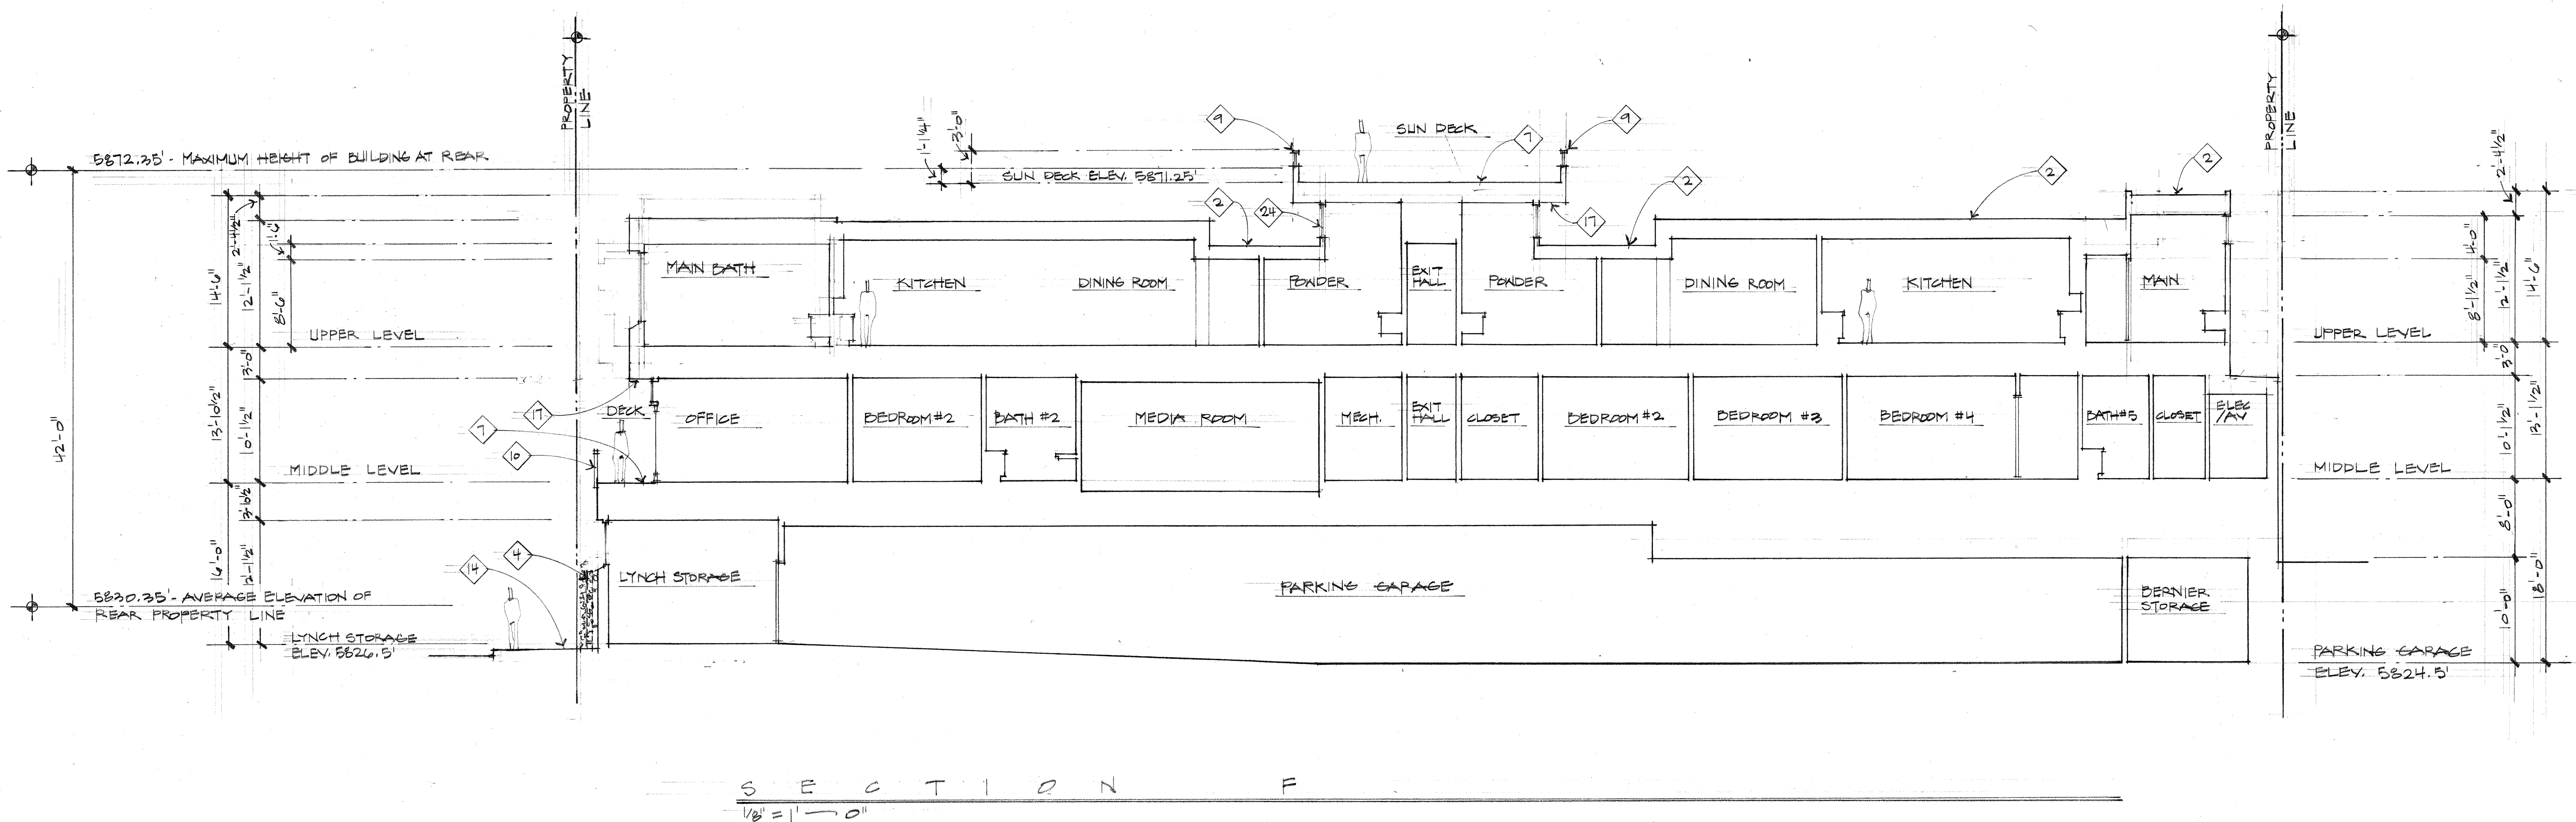 PROPERTY
LINE
PROPERTY
LINE
5872.35' - MAXIMUM HEIGHT OF BUILDING AT REAR
1'-1 1/4"
3'-0"
SUN DECK ELEV. 5871.25'
9
SUN DECK
7
9
2
24
17
2
2
2
2'-4 1/2"
2'-4 1/2"
1'-6"
14'-6"
12'-1 1/2"
8'-6"
UPPER LEVEL
MAIN BATH
KITCHEN
DINING ROOM
POWDER
EXIT
HALL
POWDER
DINING ROOM
KITCHEN
MAIN
4'-0"
8'-1 1/2"
12'-1 1/2"
14'-6"
UPPER LEVEL
3'-0"
3'-0"
42'-0"
13'-10 1/2"
10'-1 1/2"
MIDDLE LEVEL
17
7
10
DECK
OFFICE
BEDROOM #2
BATH #2
MEDIA ROOM
MECH.
EXIT
HALL
CLOSET
BEDROOM #2
BEDROOM #3
BEDROOM #4
BATH #5
CLOSET
ELEC
/AV
10'-1 1/2"
13'-1 1/2"
MIDDLE LEVEL
3'-10 1/2"
16'-0"
12'-1 1/2"
14
4
LYNCH STORAGE
PARKING GARAGE
BERNIER
STORAGE
8'-0"
10'-0"
18'-0"
5830.35' - AVERAGE ELEVATION OF
REAR PROPERTY LINE
LYNCH STORAGE
ELEV. 5826.5'
PARKING GARAGE
ELEV. 5824.5'
SECTION F
1/8" = 1'-0"